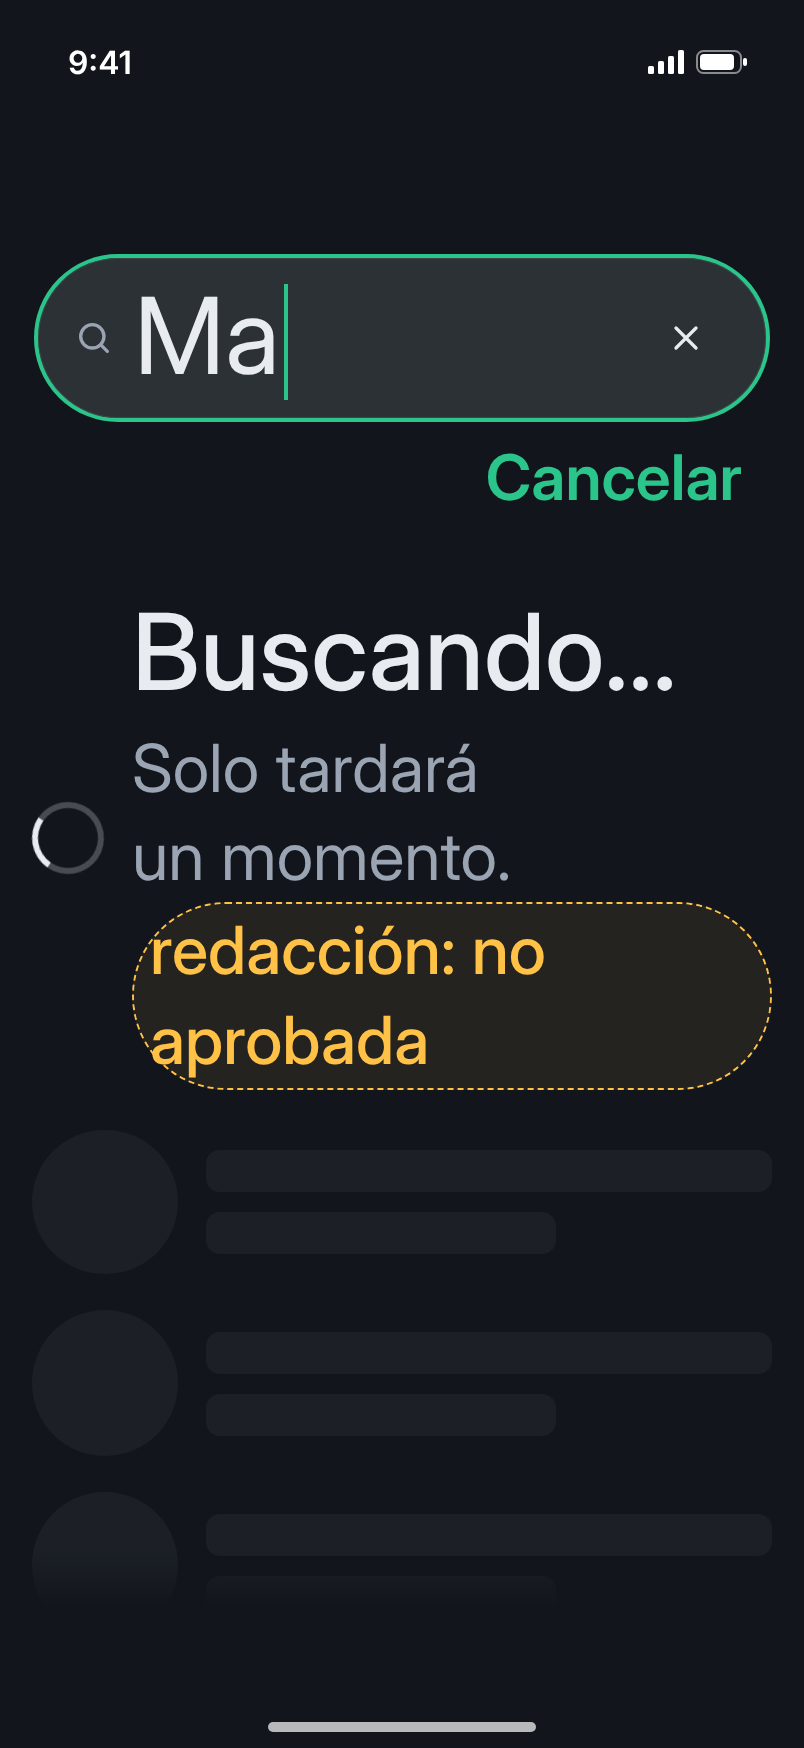 9:41
Ma
Cancelar
Buscando...
Solo tardará
un momento.
redacción: no
aprobada